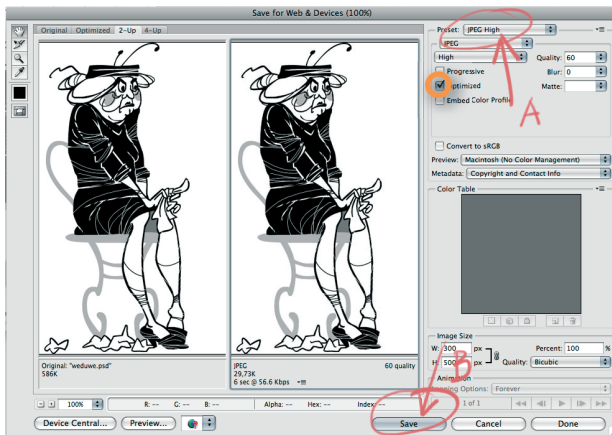 Save for Web & Devices (100%)
Original Optimized 2-Up 4-Up
Preset: JPEG High
JPEG
High Quality: 60
Progressive Blur: 0
Optimized Matte:
Embed Color Profile
A
Convert to sRGB
Preview: Macintosh (No Color Management)
Metadata: Copyright and Contact Info
Color Table
Image Size
W: 300 px Percent: 100 %
H: 500 px Quality: Bicubic
B
Animation
Looping Options: Forever
1 of 1
Original: "weduwe.psd"
586K
JPEG 60 quality
29,73K
6 sec @ 56.6 Kbps
100% R: -- G: -- B: -- Alpha: -- Hex: -- Index: --
Device Central... Preview... Save Cancel Done